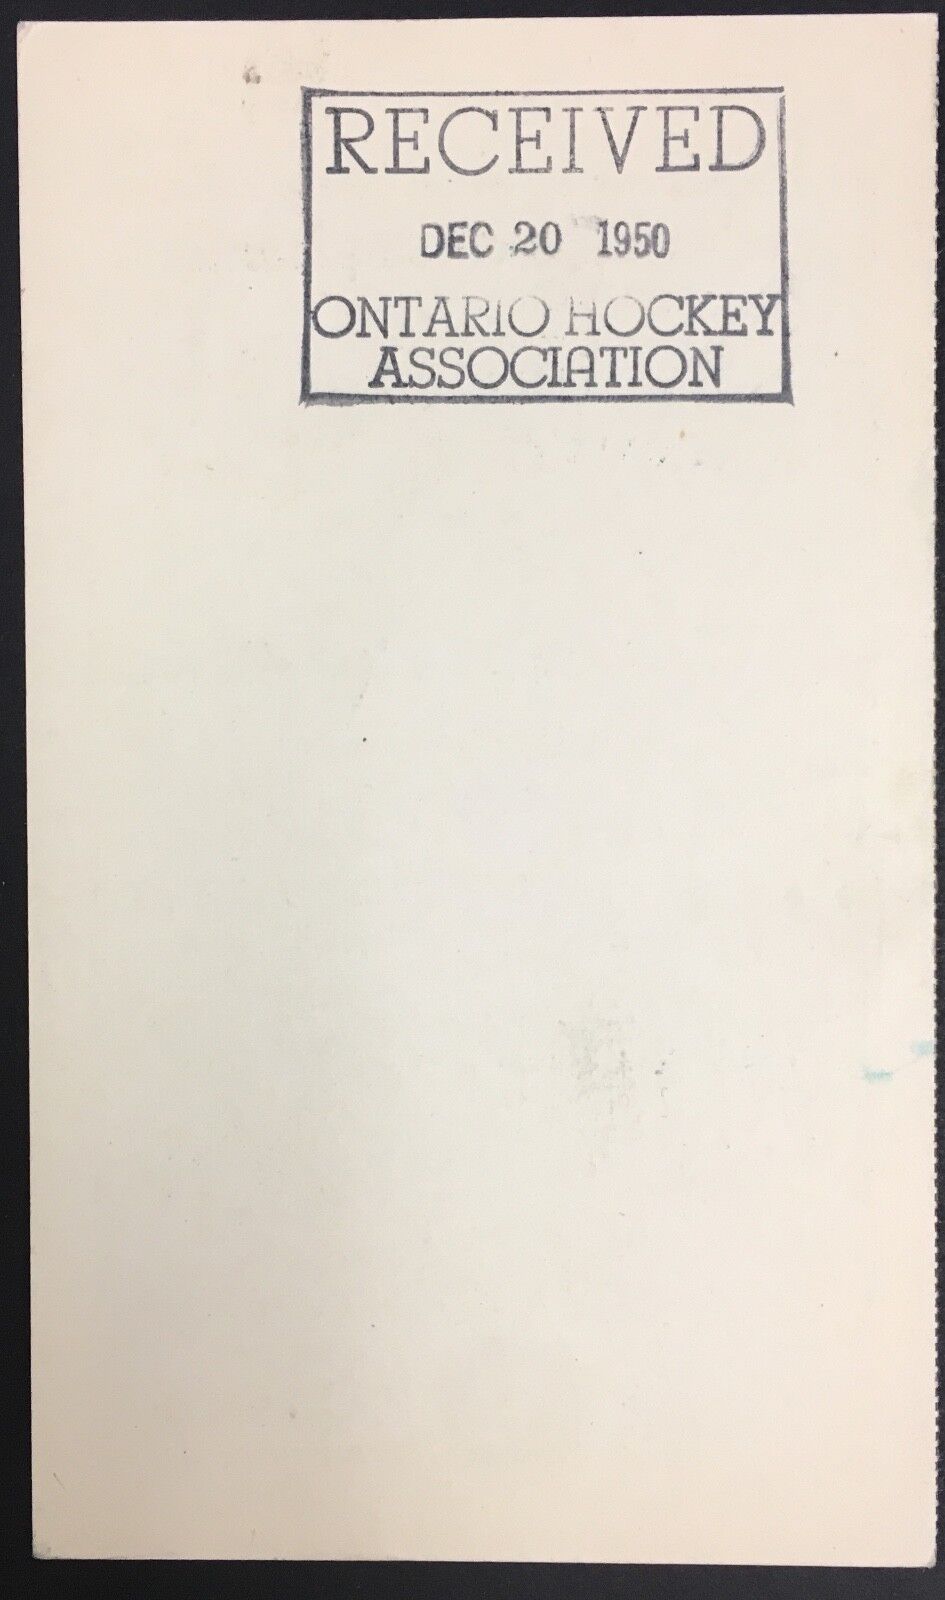 RECEIVED
DEC 20 1950
ONTARIO HOCKEY
ASSOCIATION